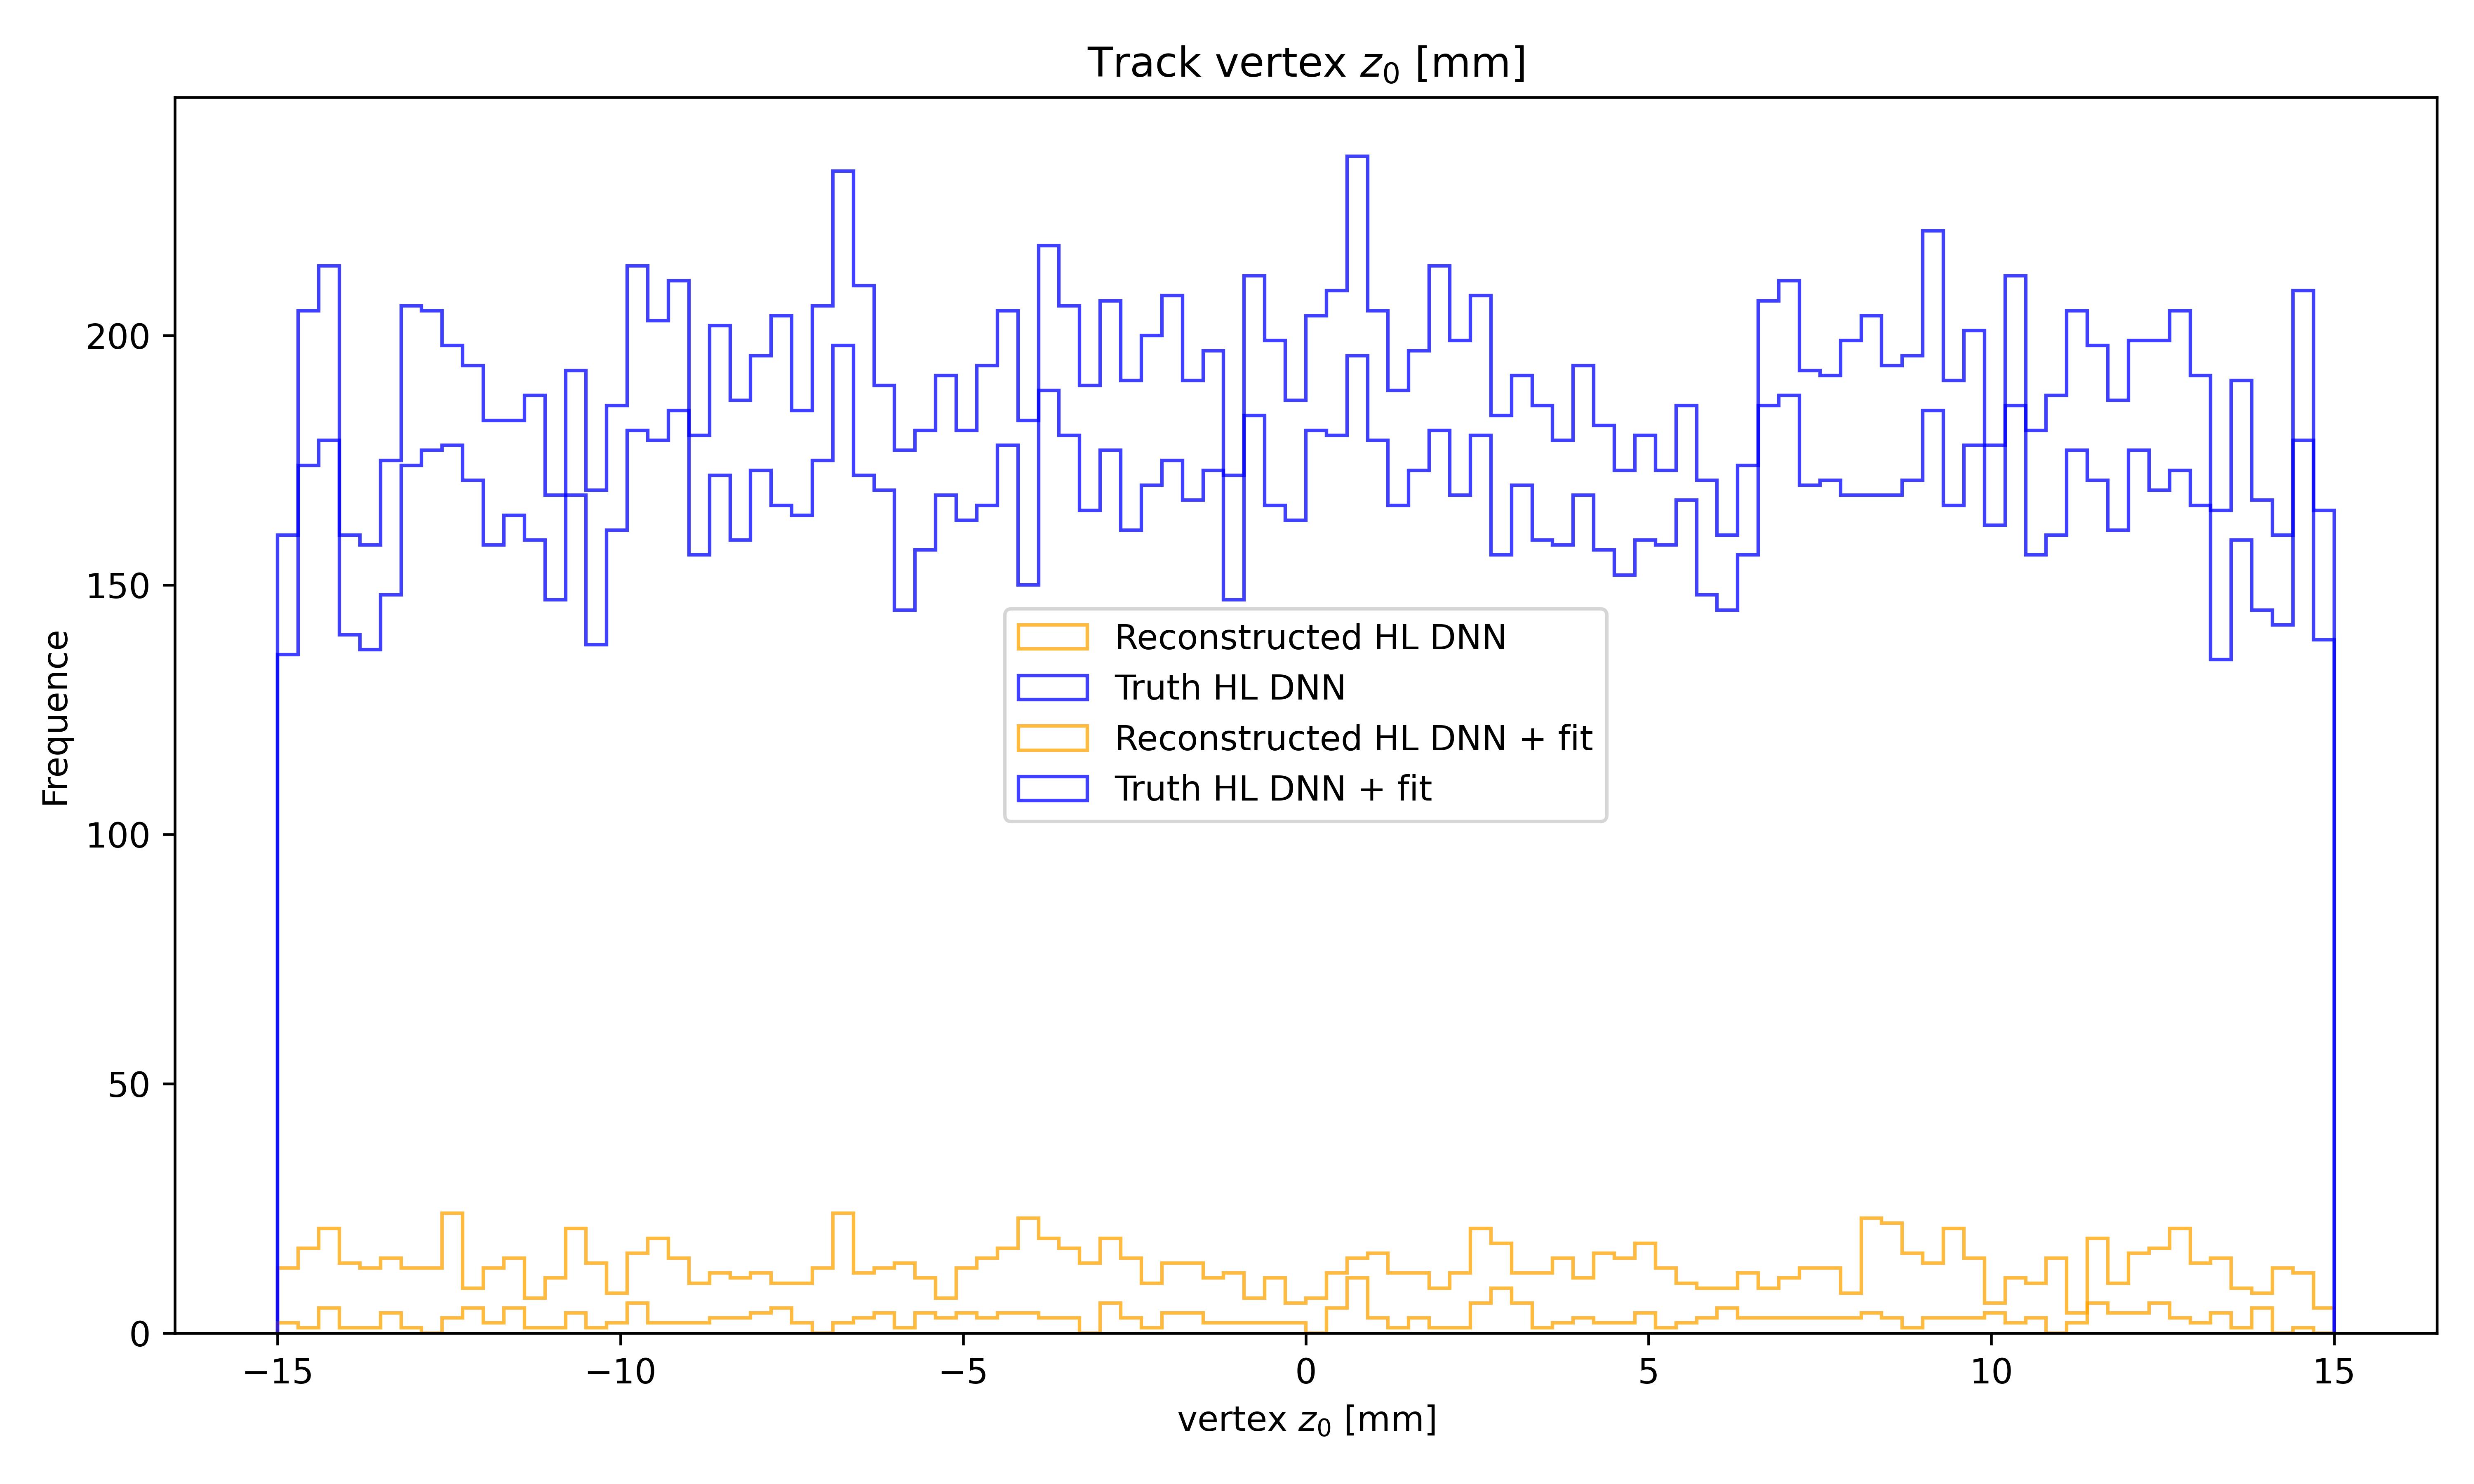 Track vertex z₀ [mm]
Frequence
200
150
100
50
0
Reconstructed HL DNN
Truth HL DNN
Reconstructed HL DNN + fit
Truth HL DNN + fit
−15 −10 −5 0 5 10 15
vertex z₀ [mm]